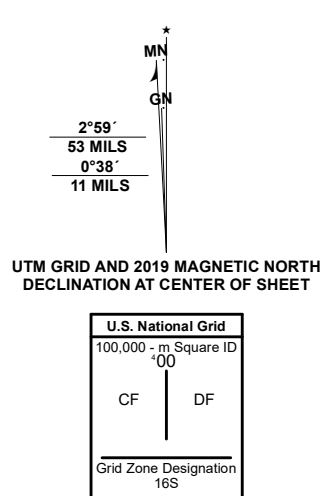 ★
MN
GN
2°59´
53 MILS
0°38´
11 MILS
UTM GRID AND 2019 MAGNETIC NORTH
DECLINATION AT CENTER OF SHEET
U.S. National Grid
100,000 - m Square ID
⁴00
CF DF
Grid Zone Designation
16S